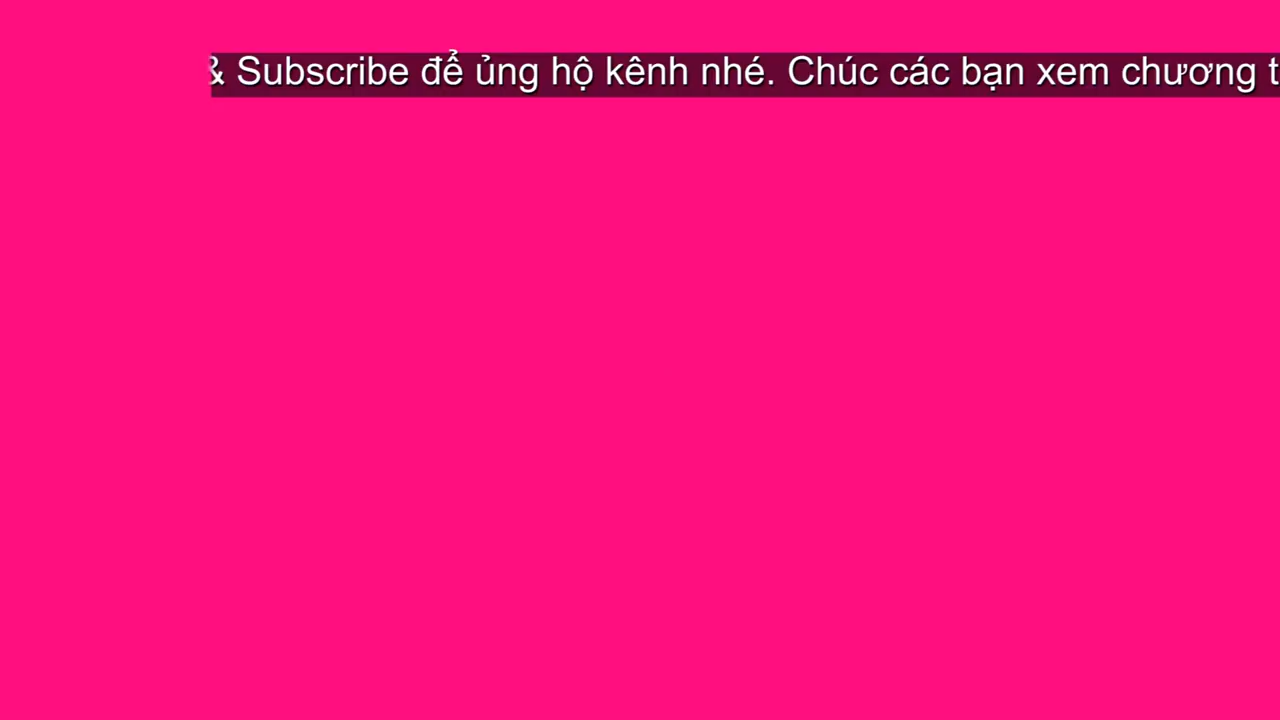 & Subscribe để ủng hộ kênh nhé. Chúc các bạn xem chương